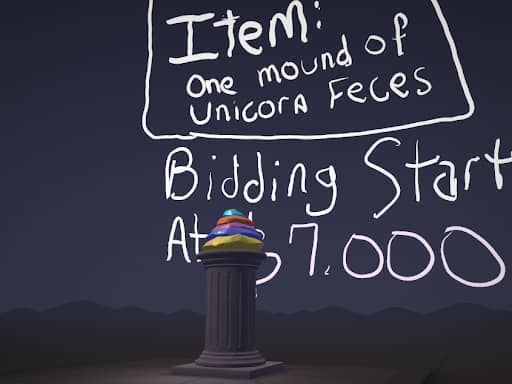 Item:
One mound of
Unicorn Feces
Bidding Start
At $7.000